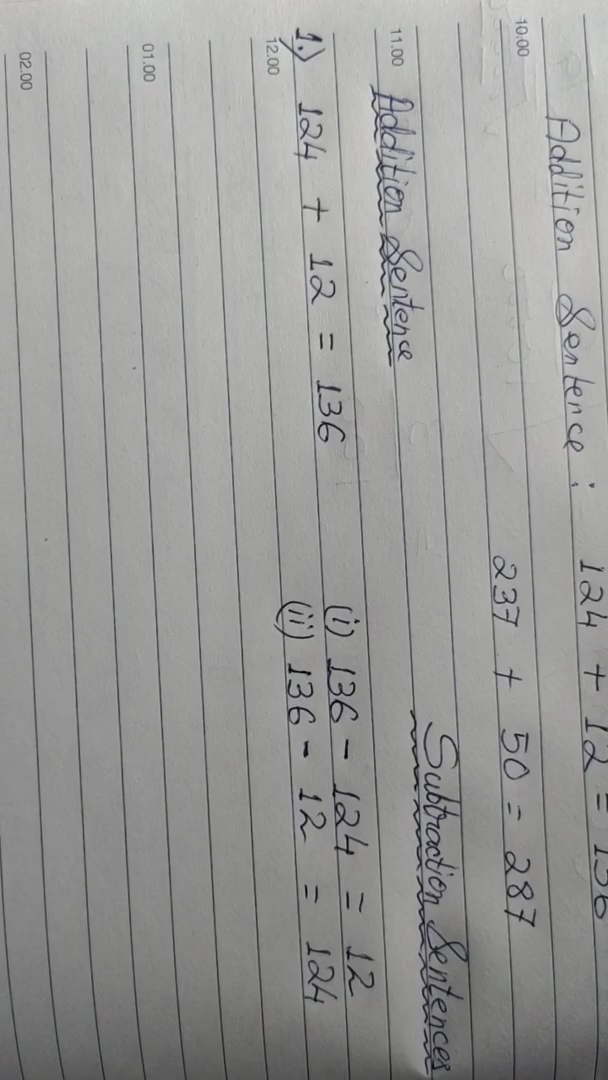 10.00
Addition Sentence : 124 + 12 = 136
237 + 50 = 287
11.00
Addition Sentence Subtraction Sentences
1.) 124 + 12 = 136 (i) 136 - 124 = 12
12.00
(ii) 136 - 12 = 124
01.00
02.00